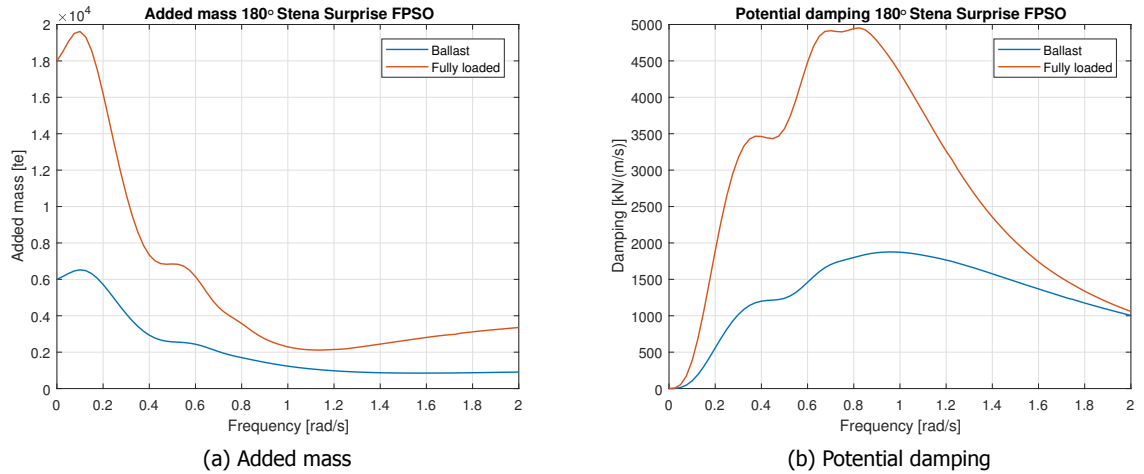 Added mass 180° Stena Surprise FPSO
×10⁴
2
1.8
1.6
1.4
1.2
1
0.8
0.6
0.4
0.2
0
Added mass [te]
Ballast
Fully loaded
0 0.2 0.4 0.6 0.8 1 1.2 1.4 1.6 1.8 2
Frequency [rad/s]
(a) Added mass
Potential damping 180° Stena Surprise FPSO
5000
4500
4000
3500
3000
2500
2000
1500
1000
500
0
Damping [kN/(m/s)]
Ballast
Fully loaded
0 0.2 0.4 0.6 0.8 1 1.2 1.4 1.6 1.8 2
Frequency [rad/s]
(b) Potential damping